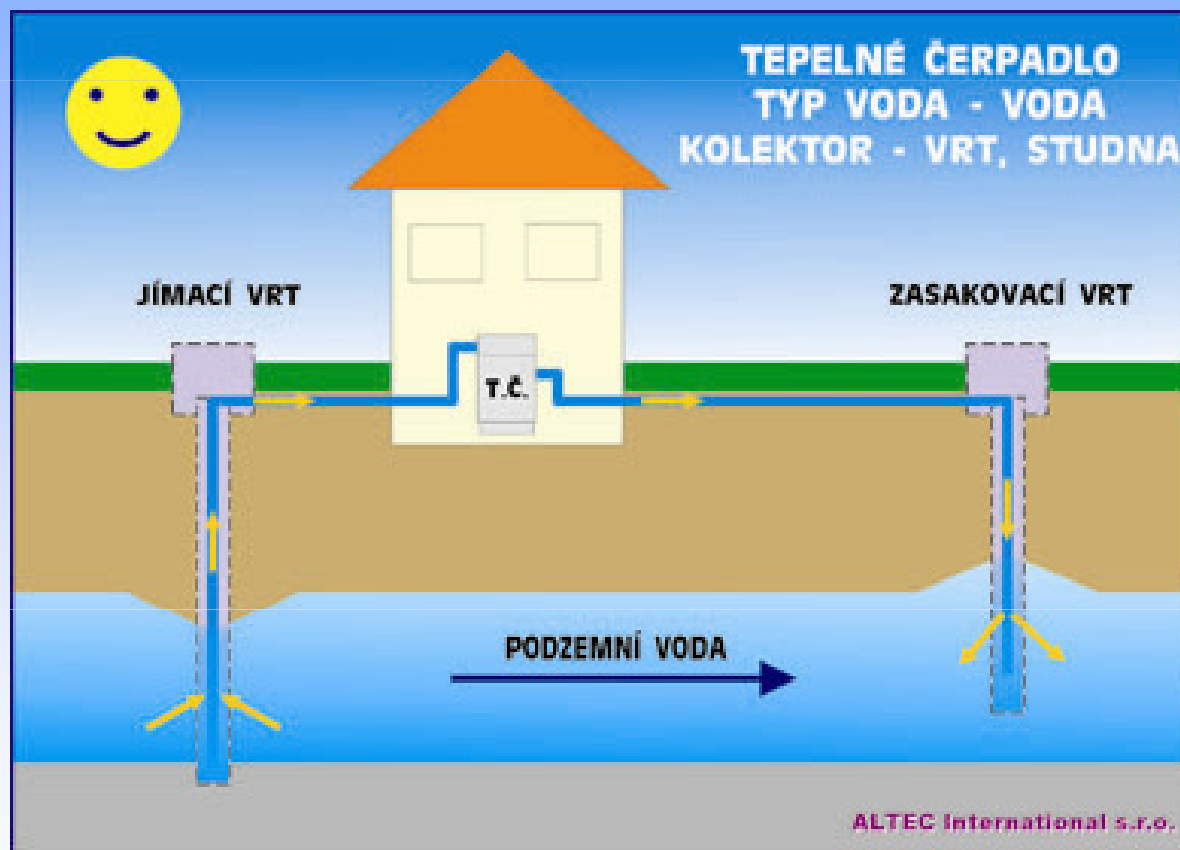 TEPELNÉ ČERPADLO
TYP VODA - VODA
KOLEKTOR - VRT, STUDNA
JÍMACÍ VRT
ZASAKOVACÍ VRT
T.Č.
PODZEMNÍ VODA
ALTEC International s.r.o.